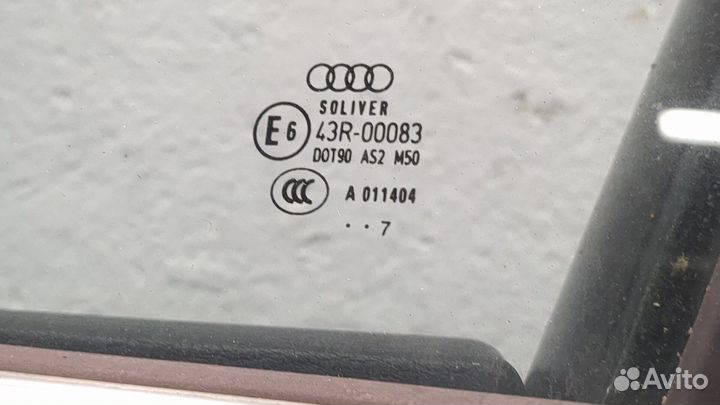 SOLIVER
E6 43R-00083
DOT90 AS2 M50
CCC A 011404
. . 7
Avito